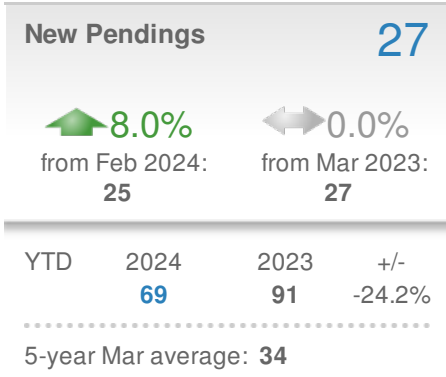 New Pendings 27
8.0% 0.0%
from Feb 2024: from Mar 2023:
25 27
YTD 2024 2023 +/-
69 91 -24.2%
5-year Mar average: 34